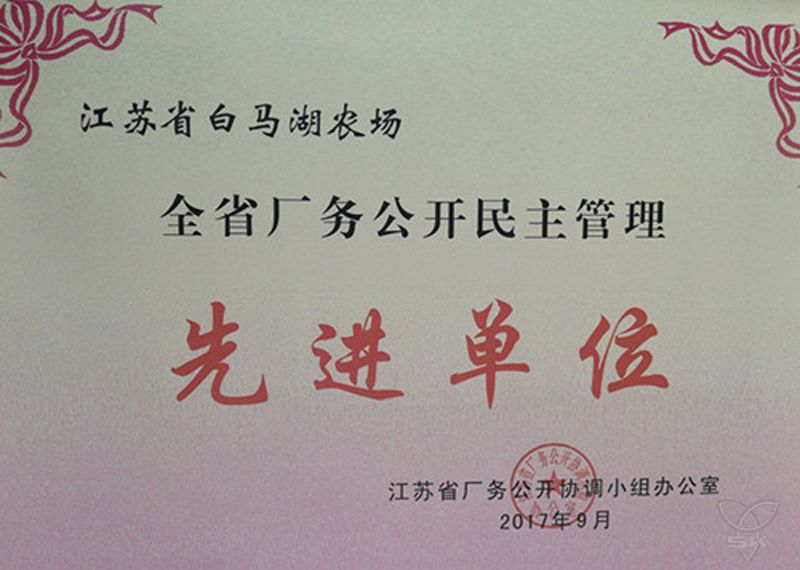 江苏省白马湖农场
全省厂务公开民主管理
先进单位
江苏省厂务公开协调小组办公室
2017年9月